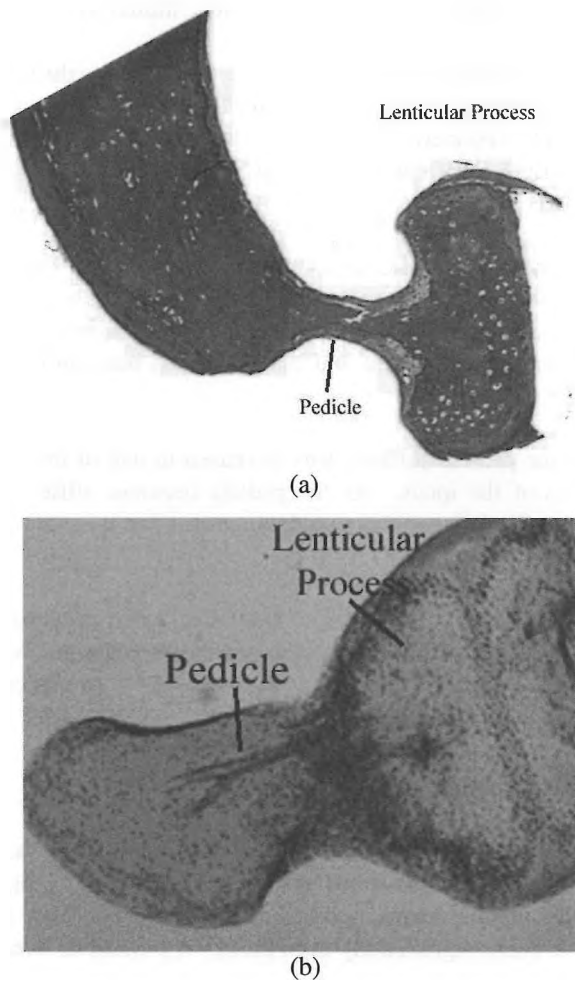 Lenticular Process
Pedicle
(a)
Lenticular
Process
Pedicle
(b)